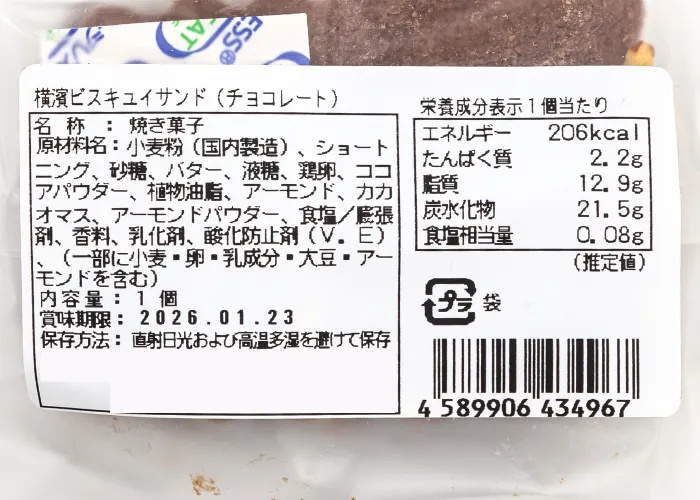 ESS®
AT
横濱ビスキュイサンド（チョコレート）
名 称 ： 焼き菓子
原材料名：小麦粉（国内製造）、ショート
ニング、砂糖、バター、液糖、鶏卵、ココ
アパウダー、植物油脂、アーモンド、カカ
オマス、アーモンドパウダー、食塩／膨張
剤、香料、乳化剤、酸化防止剤（Ｖ．Ｅ）
、（一部に小麦・卵・乳成分・大豆・アー
モンドを含む）
内容量：１個
賞味期限：2026.01.23
保存方法：直射日光および高温多湿を避けて保存
栄養成分表示１個当たり
エネルギー 206kcal
たんぱく質 2.2g
脂質 12.9g
炭水化物 21.5g
食塩相当量 0.08g
（推定値）
プラ 袋
4 589906 434967